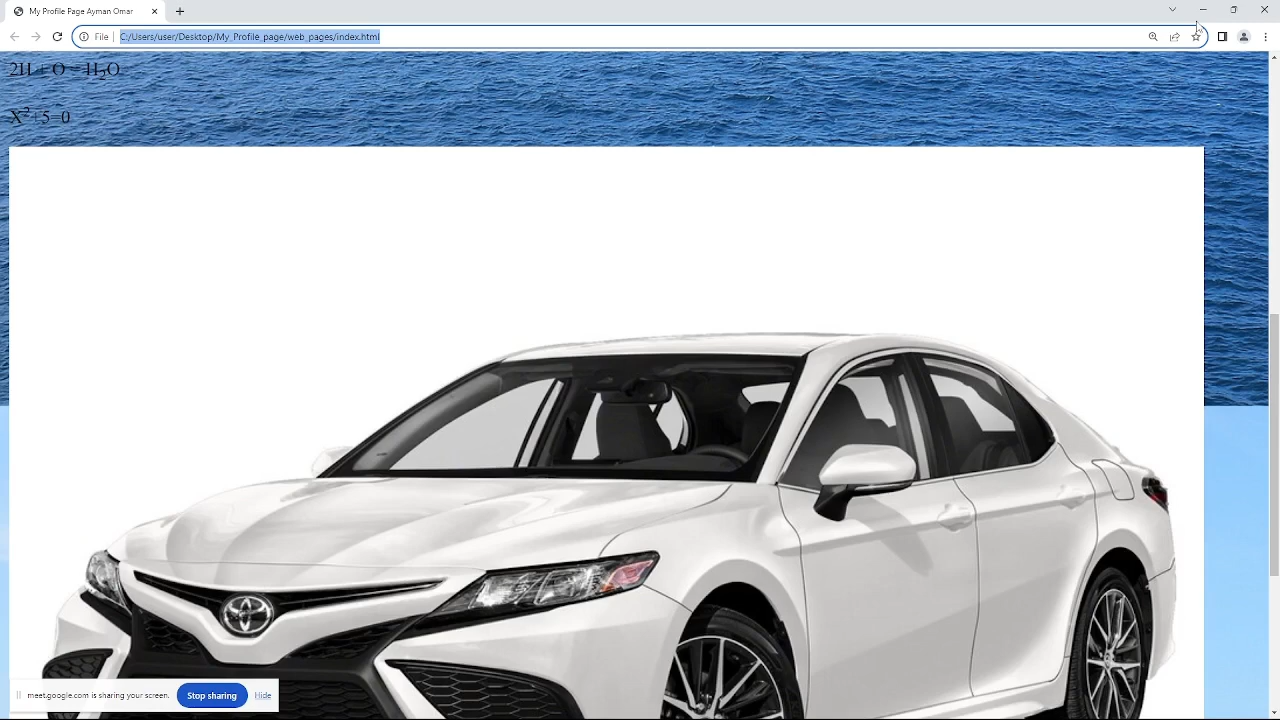 My Profile Page Ayman Omar
File C:/Users/user/Desktop/My_Profile_page/web_pages/index.html
2H + O = H₂O
X²+5=0
meet.google.com is sharing your screen. Stop sharing Hide